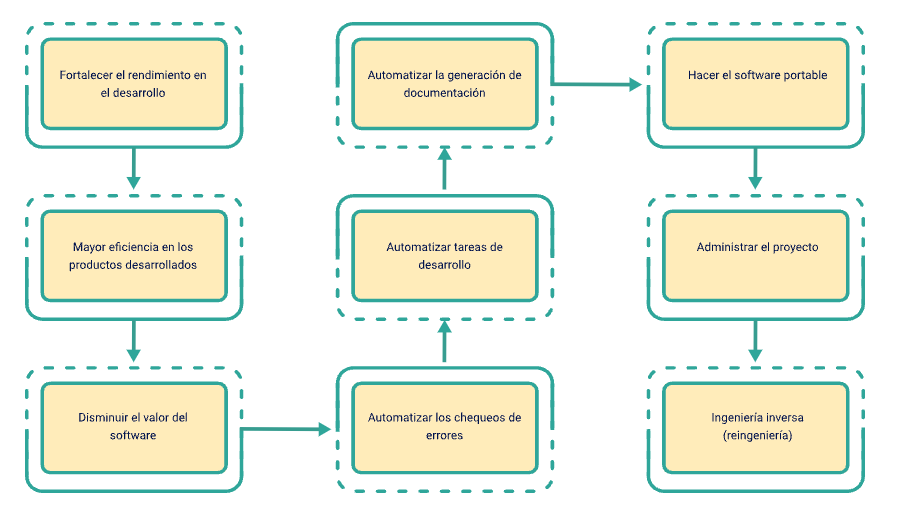 Fortalecer el rendimiento en
el desarrollo
Mayor eficiencia en los
productos desarrollados
Disminuir el valor del
software
Automatizar los chequeos de
errores
Automatizar tareas de
desarrollo
Automatizar la generación de
documentación
Hacer el software portable
Administrar el proyecto
Ingeniería inversa
(reingeniería)